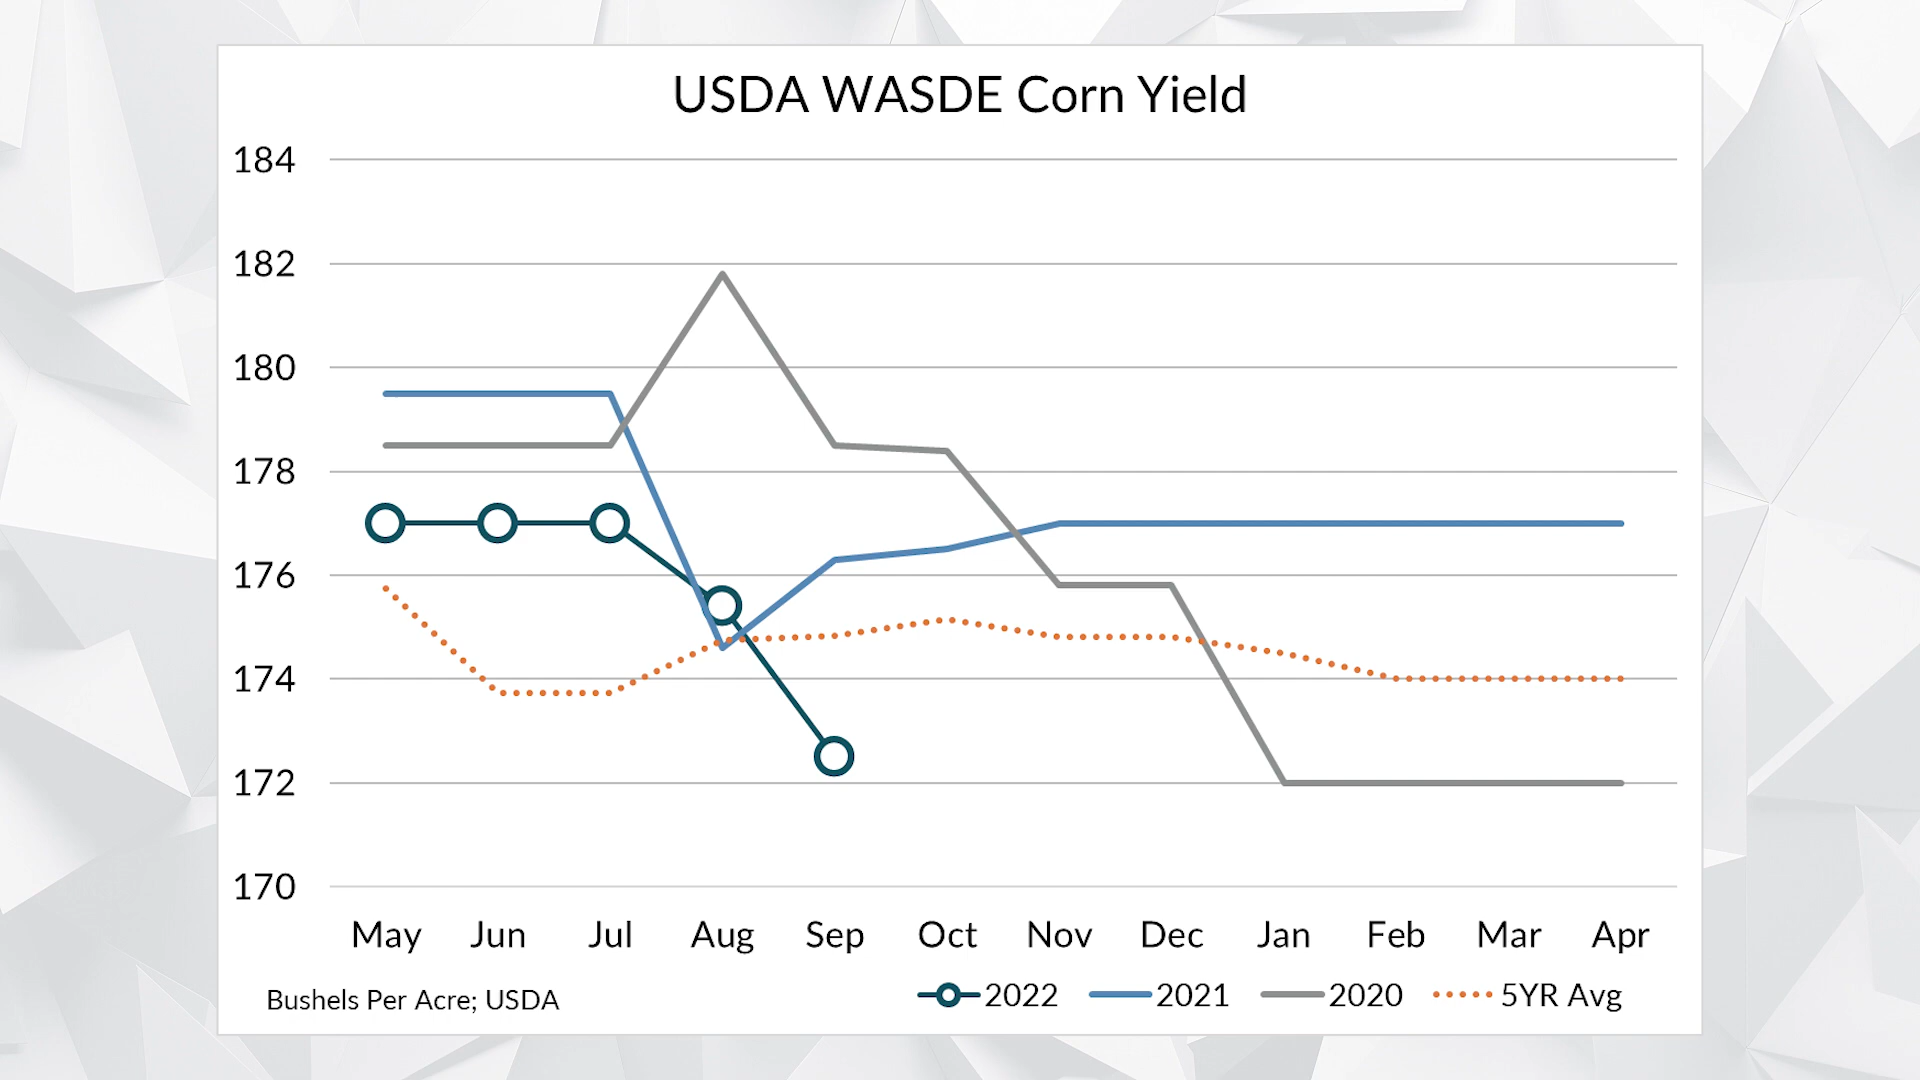 USDA WASDE Corn Yield
184
182
180
178
176
174
172
170
May Jun Jul Aug Sep Oct Nov Dec Jan Feb Mar Apr
Bushels Per Acre; USDA
2022 2021 2020 5YR Avg